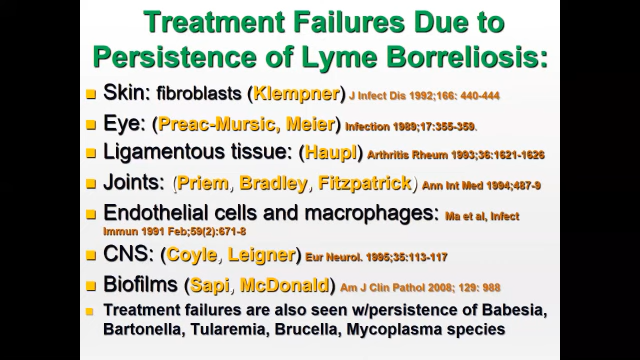 Treatment Failures Due to
Persistence of Lyme Borreliosis:
Skin: fibroblasts (Klempner) J Infect Dis 1992;166: 440-444
Eye: (Preac-Mursic, Meier) Infection 1989;17:355-359.
Ligamentous tissue: (Haupl) Arthritis Rheum 1993;36:1621-1626
Joints: (Priem, Bradley, Fitzpatrick) Ann Int Med 1994;487-9
Endothelial cells and macrophages: Ma et al, Infect
Immun 1991 Feb;59(2):671-8
CNS: (Coyle, Leigner) Eur Neurol. 1995;35:113-117
Biofilms (Sapi, McDonald) Am J Clin Pathol 2008; 129: 988
Treatment failures are also seen w/persistence of Babesia,
Bartonella, Tularemia, Brucella, Mycoplasma species